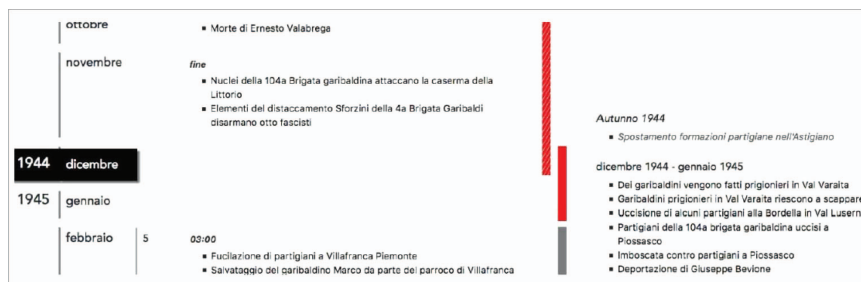 ottobre
Morte di Ernesto Valabrega
novembre
fine
Nuclei della 104a Brigata garibaldina attaccano la caserma della
Littorio
Elementi del distaccamento Sforzini della 4a Brigata Garibaldi
disarmano otto fascisti
1944 dicembre
1945 gennaio
febbraio 5 03:00
Fucilazione di partigiani a Villafranca Piemonte
Salvataggio del garibaldino Marco da parte del parroco di Villafranca
Autunno 1944
Spostamento formazioni partigiane nell'Astigiano
dicembre 1944 - gennaio 1945
Dei garibaldini vengono fatti prigionieri in Val Varaita
Garibaldini prigionieri in Val Varaita riescono a scappare
Uccisione di alcuni partigiani alla Bordella in Val Lusern
Partigiani della 104a brigata garibaldina uccisi a
Piossasco
Imboscata contro partigiani a Piossasco
Deportazione di Giuseppe Bevione